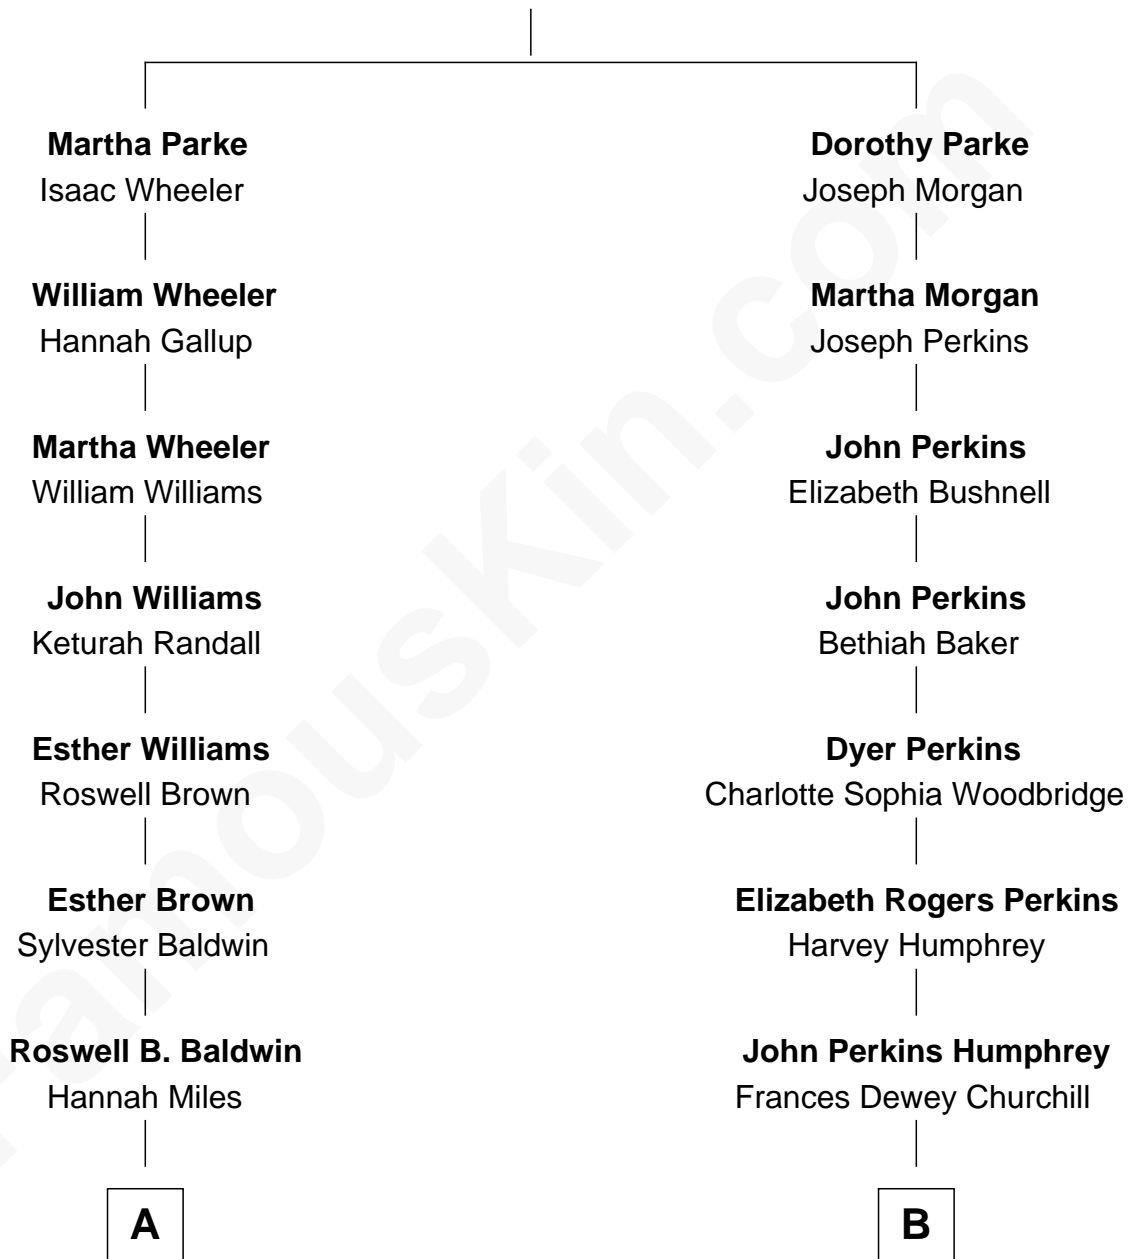 Martha Parke
Isaac Wheeler
William Wheeler
Hannah Gallup
Martha Wheeler
William Williams
John Williams
Keturah Randall
Esther Williams
Roswell Brown
Esther Brown
Sylvester Baldwin
Roswell B. Baldwin
Hannah Miles
A
Dorothy Parke
Joseph Morgan
Martha Morgan
Joseph Perkins
John Perkins
Elizabeth Bushnell
John Perkins
Bethiah Baker
Dyer Perkins
Charlotte Sophia Woodbridge
Elizabeth Rogers Perkins
Harvey Humphrey
John Perkins Humphrey
Frances Dewey Churchill
B
FamousKin.com